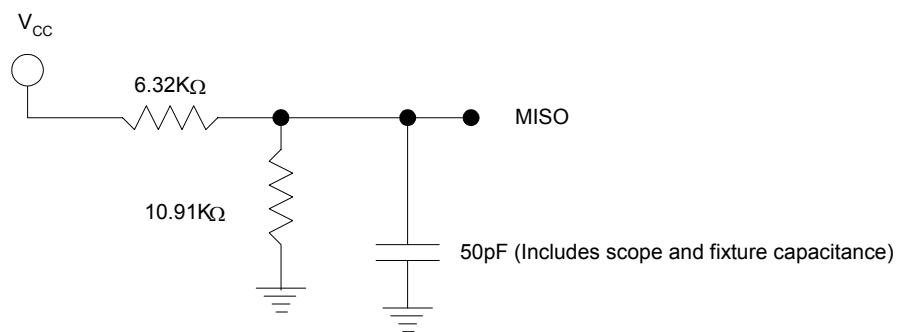 V_CC
6.32KΩ
MISO
10.91KΩ
50pF (Includes scope and fixture capacitance)